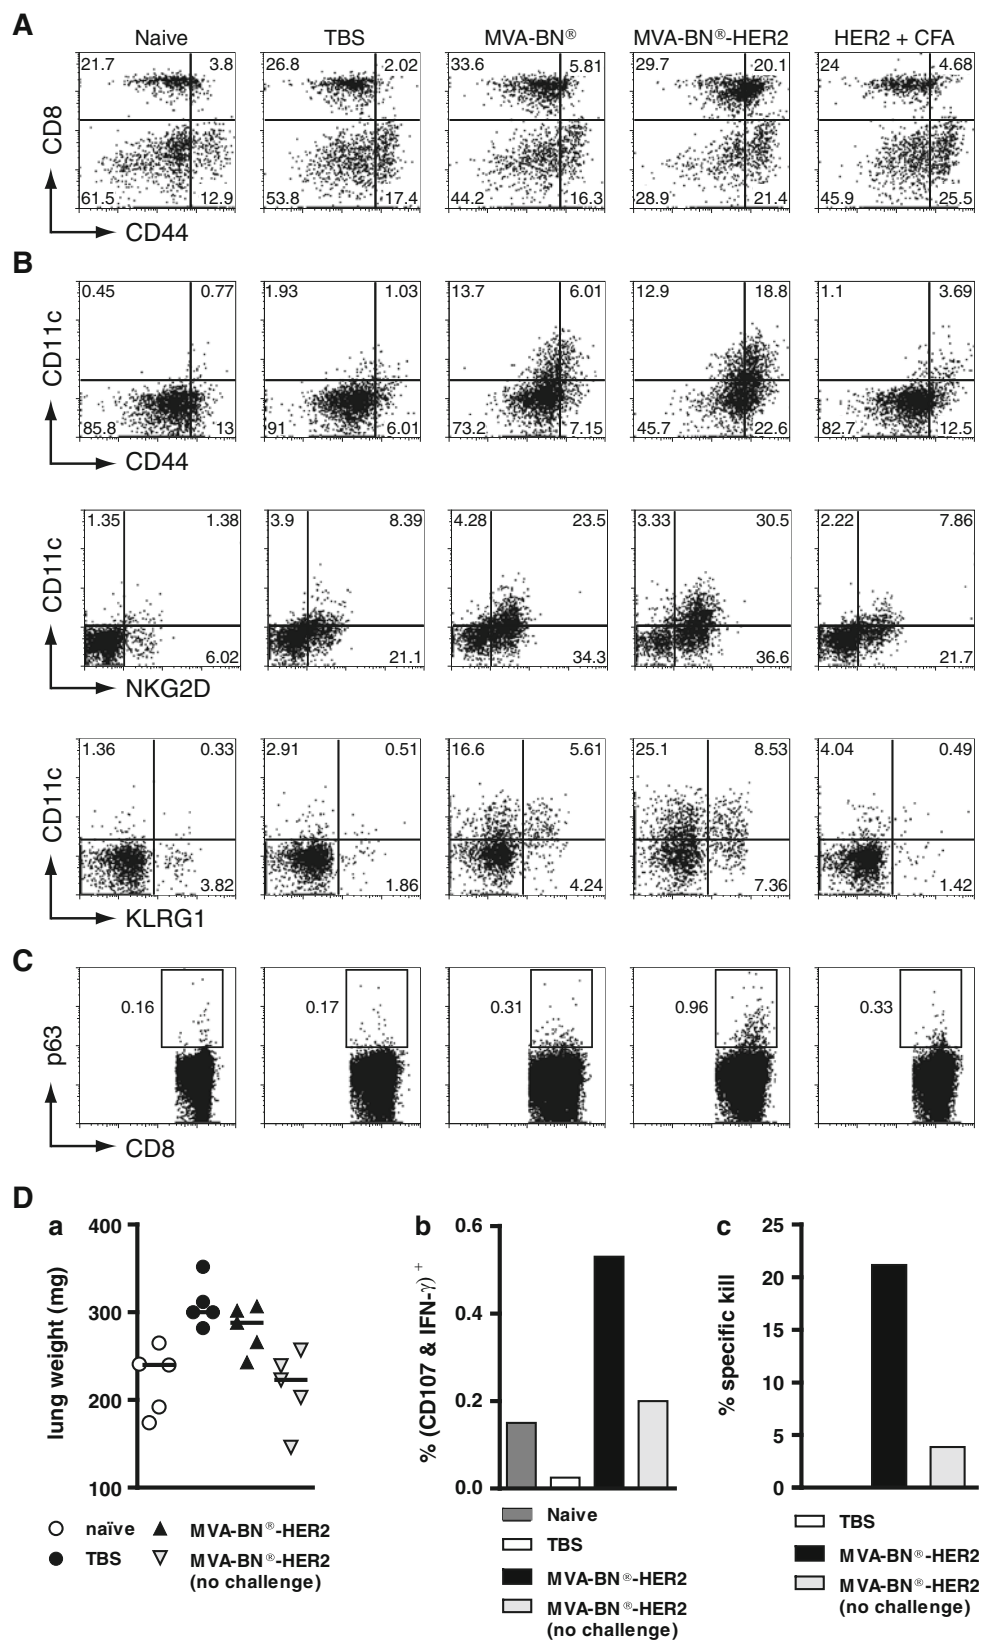 A
Naive TBS MVA-BN® MVA-BN®-HER2 HER2 + CFA
21.7 3.8 26.8 2.02 33.6 5.81 29.7 20.1 24 4.68
CD8
61.5 12.9 53.8 17.4 44.2 16.3 28.9 21.4 45.9 25.5
CD44
B
0.45 0.77 1.93 1.03 13.7 6.01 12.9 18.8 1.1 3.69
CD11c
85.8 13 91 6.01 73.2 7.15 45.7 22.6 82.7 12.5
CD44
1.35 1.38 3.9 8.39 4.28 23.5 3.33 30.5 2.22 7.86
CD11c
6.02 21.1 34.3 36.6 21.7
NKG2D
1.36 0.33 2.91 0.51 16.6 5.61 25.1 8.53 4.04 0.49
CD11c
3.82 1.86 4.24 7.36 1.42
KLRG1
C
0.16 0.17 0.31 0.96 0.33
p63
CD8
D
a
lung weight (mg)
400
300
200
100
naïve
TBS
MVA-BN®-HER2
MVA-BN®-HER2
(no challenge)
b
% (CD107 & IFN-γ) +
0.6
0.4
0.2
0.0
Naive
TBS
MVA-BN®-HER2
MVA-BN®-HER2
(no challenge)
c
% specific kill
25
20
15
10
5
0
TBS
MVA-BN®-HER2
MVA-BN®-HER2
(no challenge)